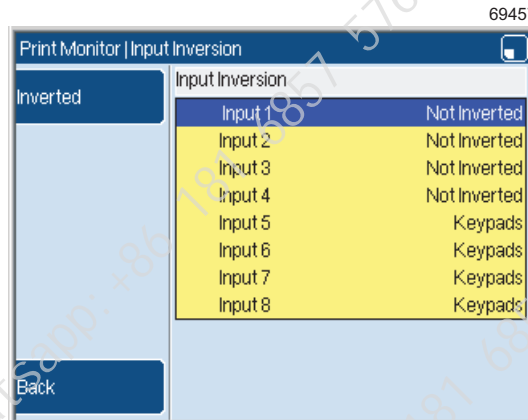 6945
Print Monitor | Input Inversion
Inverted
Input Inversion
Input 1 Not Inverted
Input 2 Not Inverted
Input 3 Not Inverted
Input 4 Not Inverted
Input 5 Keypads
Input 6 Keypads
Input 7 Keypads
Input 8 Keypads
Back